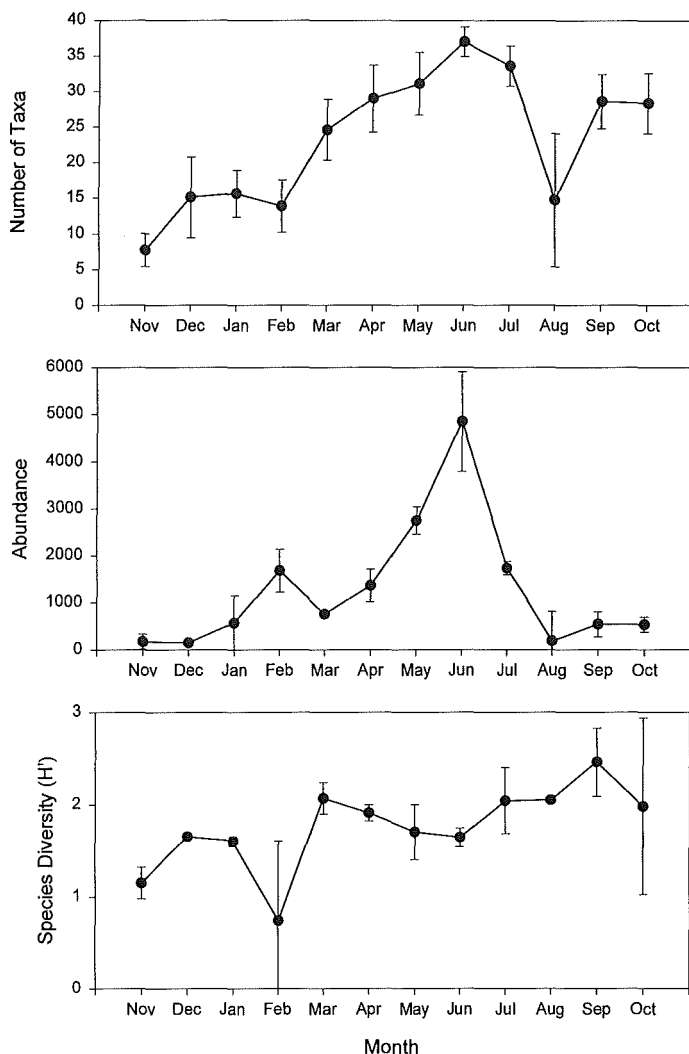 40
35
30
25
20
15
10
5
0
Number of Taxa
Nov Dec Jan Feb Mar Apr May Jun Jul Aug Sep Oct
6000
5000
4000
3000
2000
1000
0
Abundance
Nov Dec Jan Feb Mar Apr May Jun Jul Aug Sep Oct
3
2
1
0
Species Diversity (H')
Nov Dec Jan Feb Mar Apr May Jun Jul Aug Sep Oct
Month